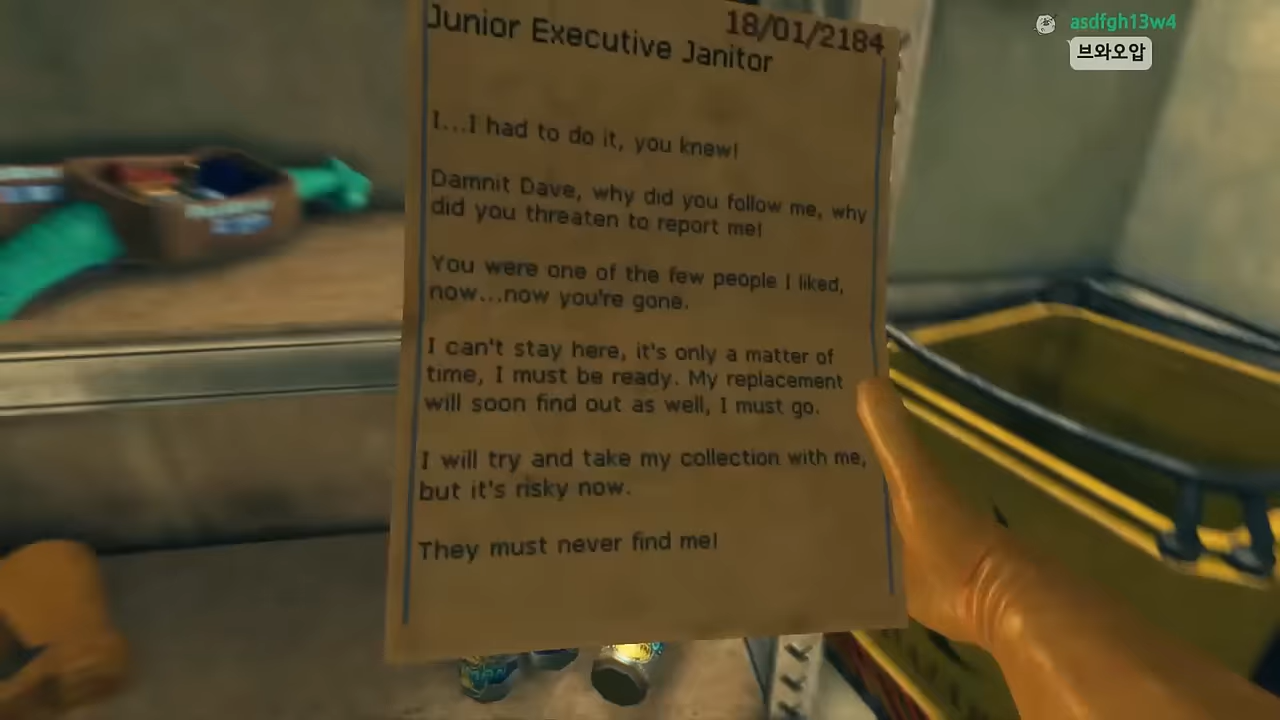 18/01/2184
Junior Executive Janitor
I...I had to do it, you knew!
Damnit Dave, why did you follow me, why
did you threaten to report me!
You were one of the few people I liked,
now...now you're gone.
I can't stay here, it's only a matter of
time, I must be ready. My replacement
will soon find out as well, I must go.
I will try and take my collection with me,
but it's risky now.
They must never find me!
asdfgh13w4
브와오압